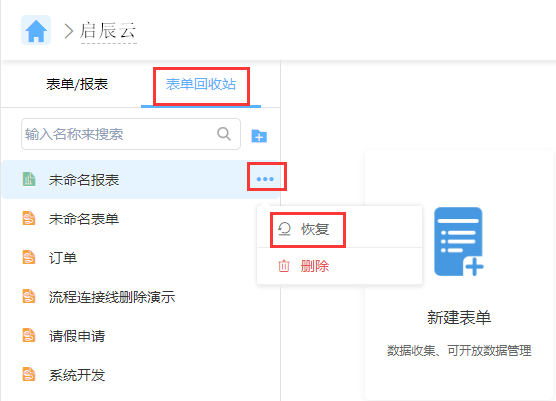 启辰云
表单/报表
表单回收站
输入名称来搜索
未命名报表
未命名表单
恢复
订单
删除
流程连接线删除演示
请假申请
系统开发
新建表单
数据收集、可开放数据管理